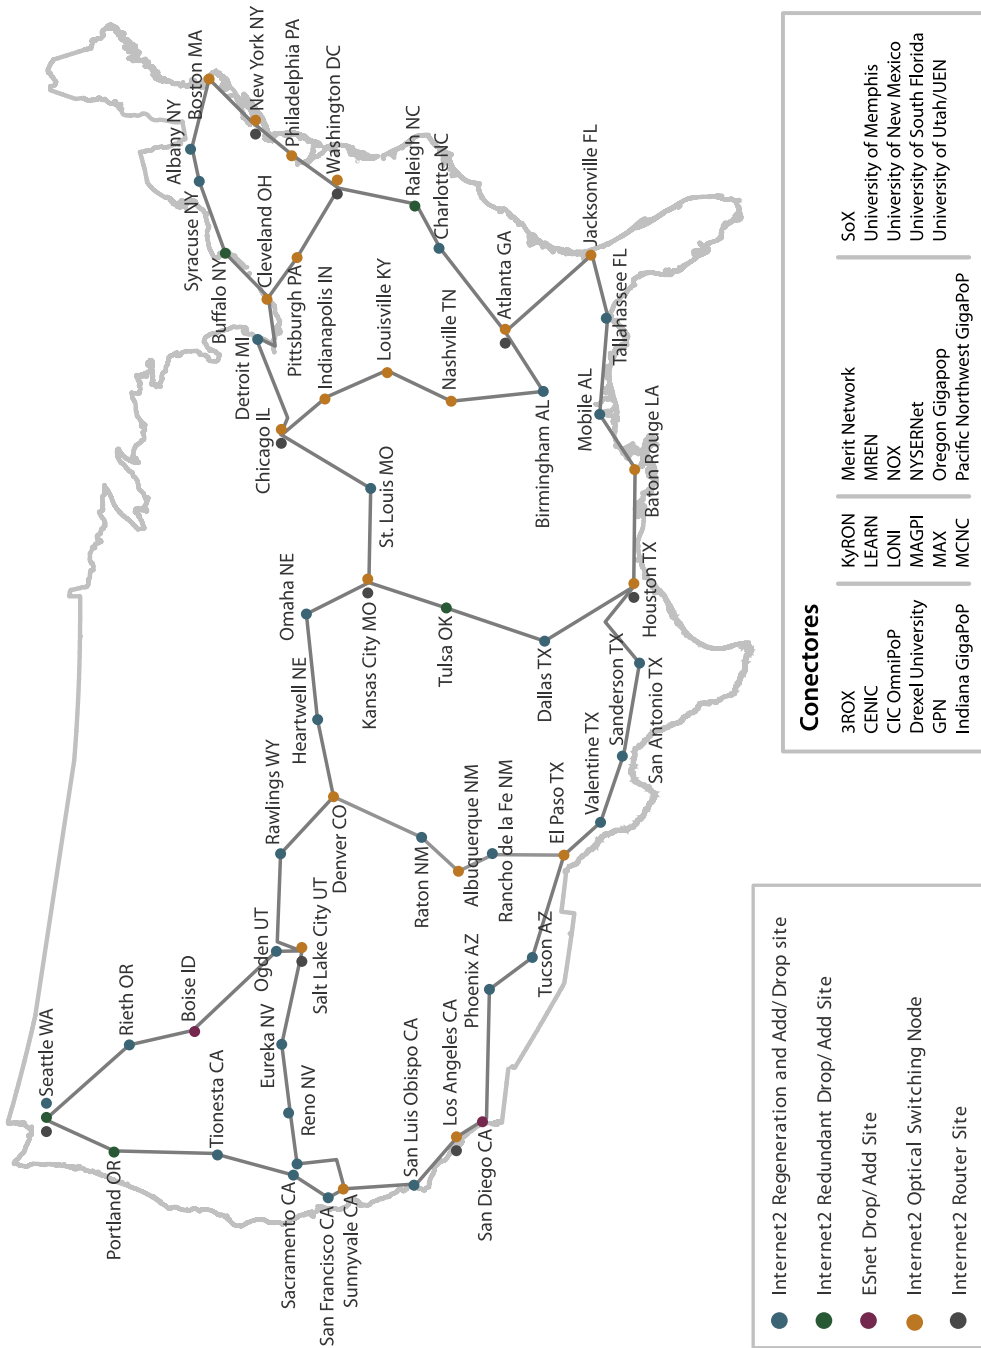 Seattle WA
Portland OR
Rieth OR
Boise ID
Tionesta CA
Ogden UT
Salt Lake City UT
Eureka NV
Reno NV
Sacramento CA
San Francisco CA
Sunnyvale CA
San Luis Obispo CA
Los Angeles CA
San Diego CA
Phoenix AZ
Tucson AZ
Rawlings WY
Denver CO
Raton NM
Albuquerque NM
Rancho de la Fe NM
El Paso TX
Valentine TX
Sanderson TX
San Antonio TX
Heartwell NE
Omaha NE
Kansas City MO
Tulsa OK
Dallas TX
Houston TX
St. Louis MO
Chicago IL
Detroit MI
Indianapolis IN
Louisville KY
Nashville TN
Birmingham AL
Mobile AL
Baton Rouge LA
Buffalo NY
Cleveland OH
Pittsburgh PA
Syracuse NY
Albany NY
Boston MA
New York NY
Philadelphia PA
Washington DC
Raleigh NC
Charlotte NC
Atlanta GA
Jacksonville FL
Tallahassee FL
Internet2 Regeneration and Add/ Drop site
Internet2 Redundant Drop/ Add Site
ESnet Drop/ Add Site
Internet2 Optical Switching Node
Internet2 Router Site
Conectores
3ROX
CENIC
CIC OmniPoP
Drexel University
GPN
Indiana GigaPoP
KyRON
LEARN
LONI
MAGPI
MAX
MCNC
Merit Network
MREN
NOX
NYSERNet
Oregon Gigapop
Pacific Northwest GigaPoP
SoX
University of Memphis
University of New Mexico
University of South Florida
University of Utah/UEN